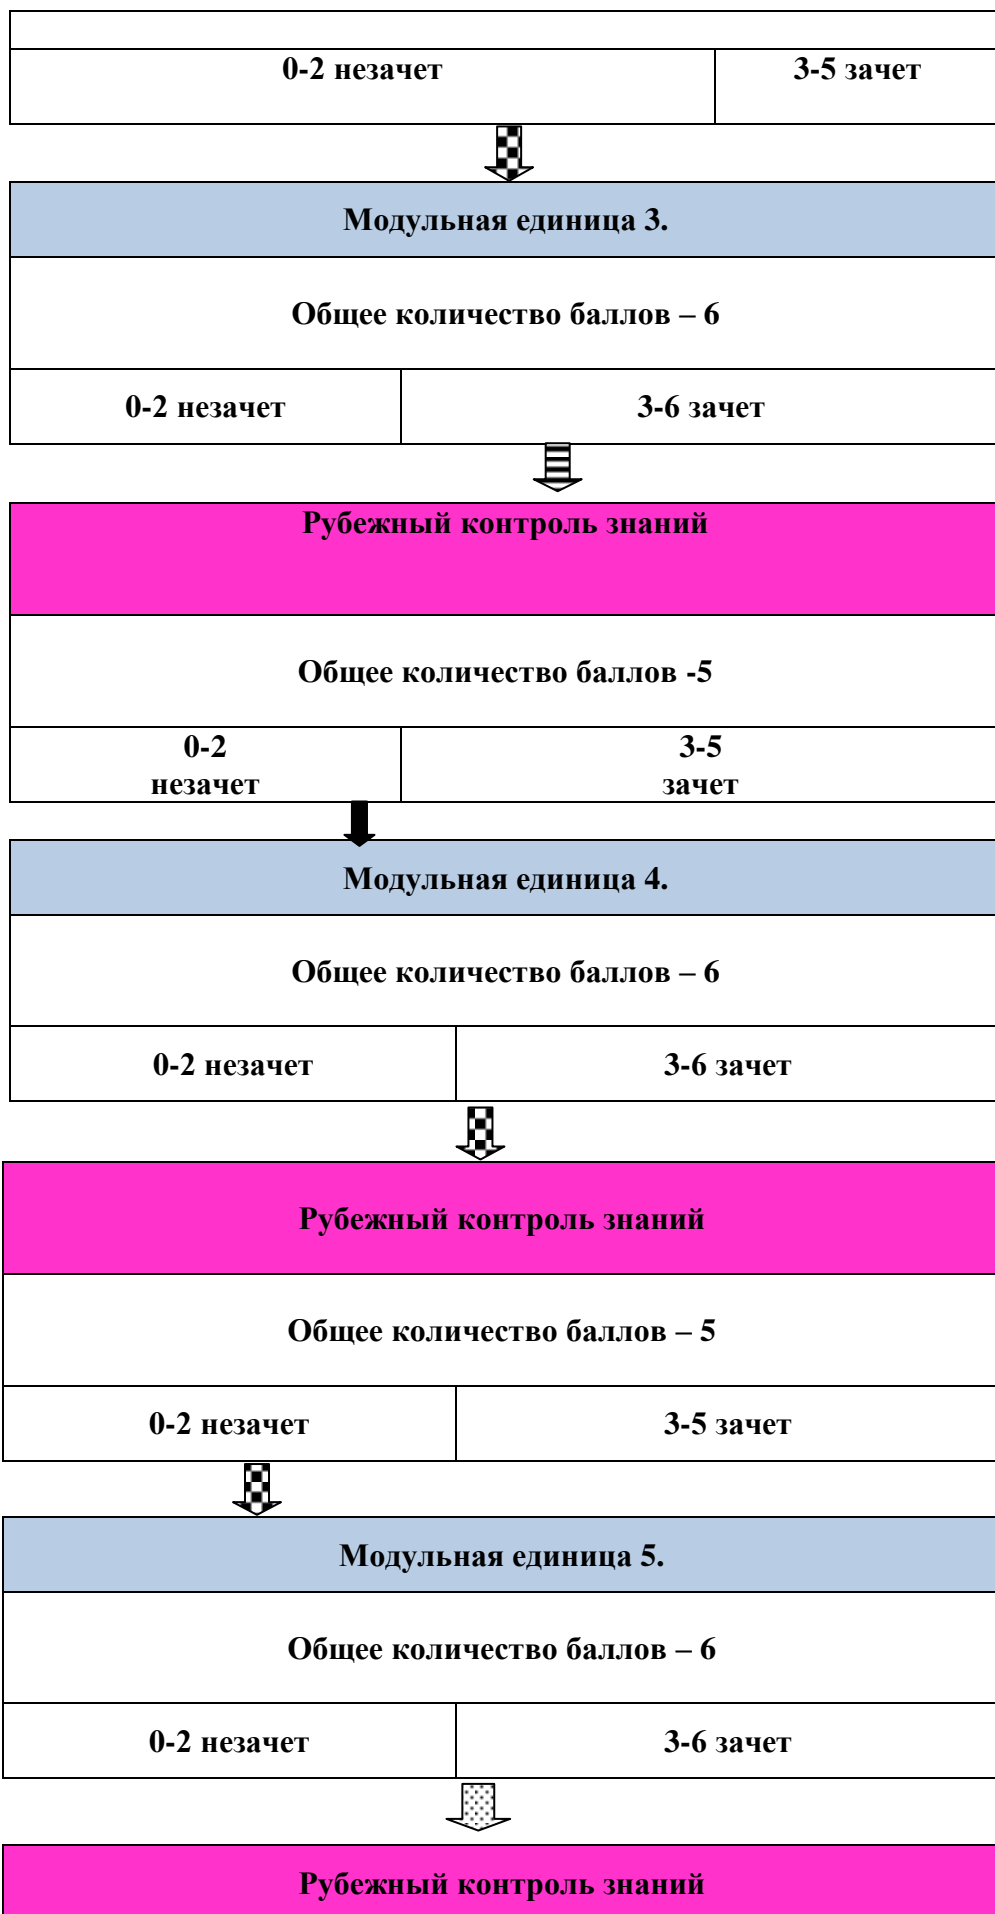 0-2 незачет 3-5 зачет
Модульная единица 3.
Общее количество баллов – 6
0-2 незачет 3-6 зачет
Рубежный контроль знаний
Общее количество баллов -5
0-2 3-5
незачет зачет
Модульная единица 4.
Общее количество баллов – 6
0-2 незачет 3-6 зачет
Рубежный контроль знаний
Общее количество баллов – 5
0-2 незачет 3-5 зачет
Модульная единица 5.
Общее количество баллов – 6
0-2 незачет 3-6 зачет
Рубежный контроль знаний